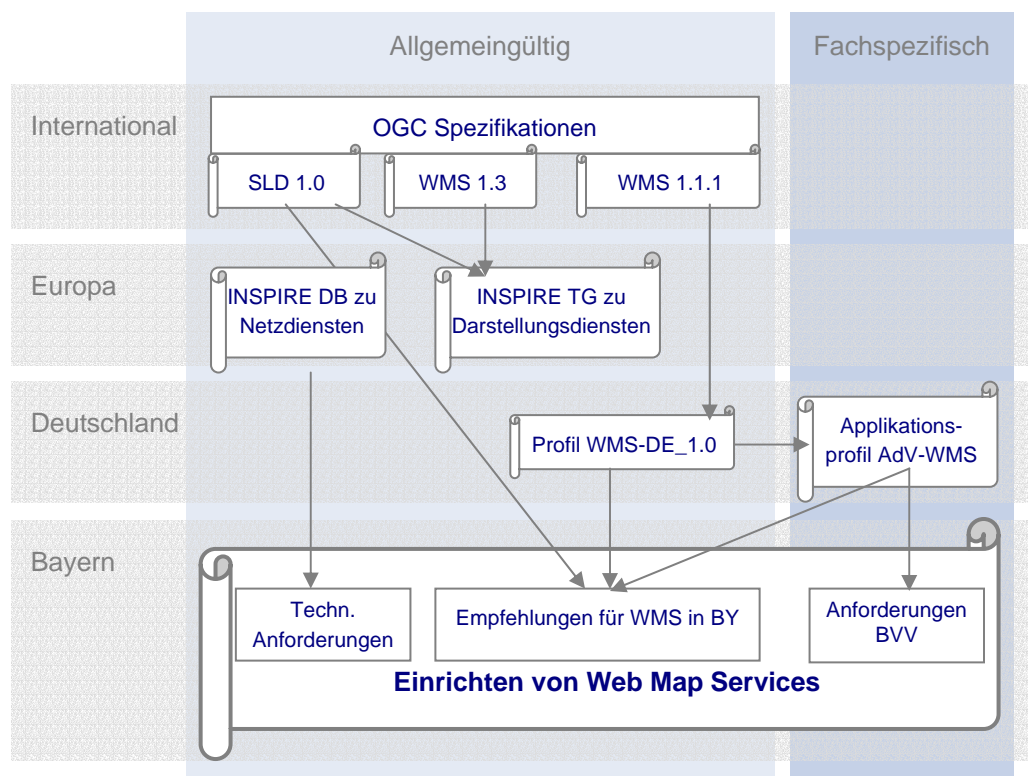 Allgemeingültig
Fachspezifisch
International
OGC Spezifikationen
SLD 1.0
WMS 1.3
WMS 1.1.1
Europa
INSPIRE DB zu
Netzdiensten
INSPIRE TG zu
Darstellungsdiensten
Deutschland
Profil WMS-DE_1.0
Applikations-
profil AdV-WMS
Bayern
Techn.
Anforderungen
Empfehlungen für WMS in BY
Anforderungen
BVV
Einrichten von Web Map Services